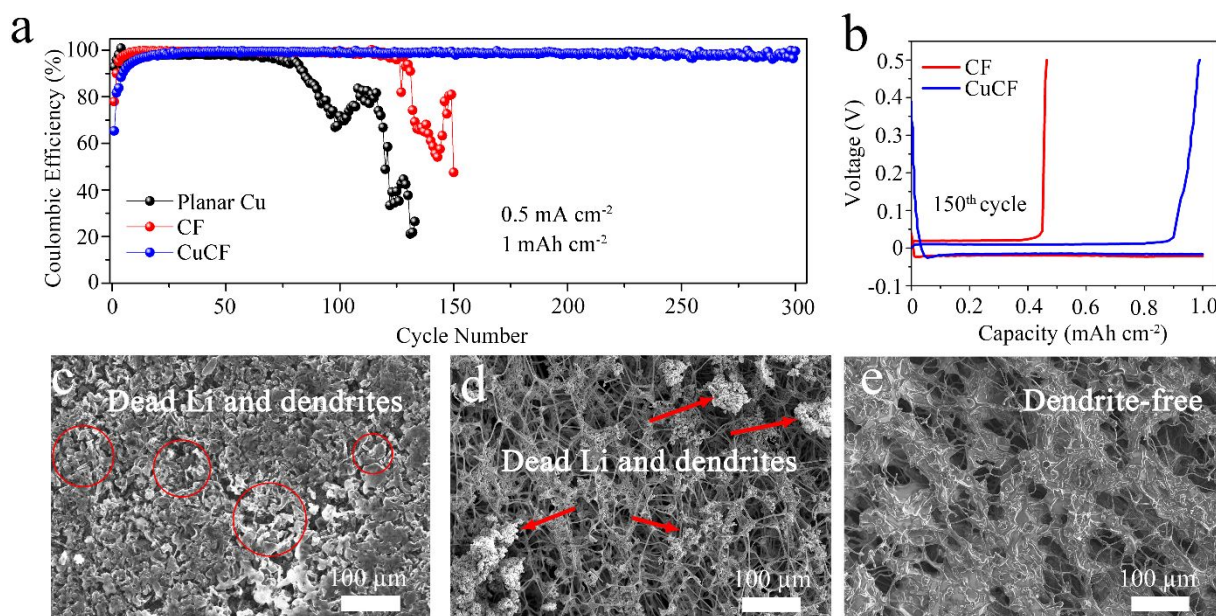 a
100
80
60
40
20
0
Coulombic Efficiency (%)
Planar Cu
CF
CuCF
0.5 mA cm⁻²
1 mAh cm⁻²
0
50
100
150
200
250
300
Cycle Number
b
0.5
0.4
0.3
0.2
0.1
0
-0.1
Voltage (V)
CF
CuCF
150th cycle
0
0.2
0.4
0.6
0.8
1.0
Capacity (mAh cm⁻²)
c
Dead Li and dendrites
100 μm
d
Dead Li and dendrites
100 μm
e
Dendrite-free
100 μm